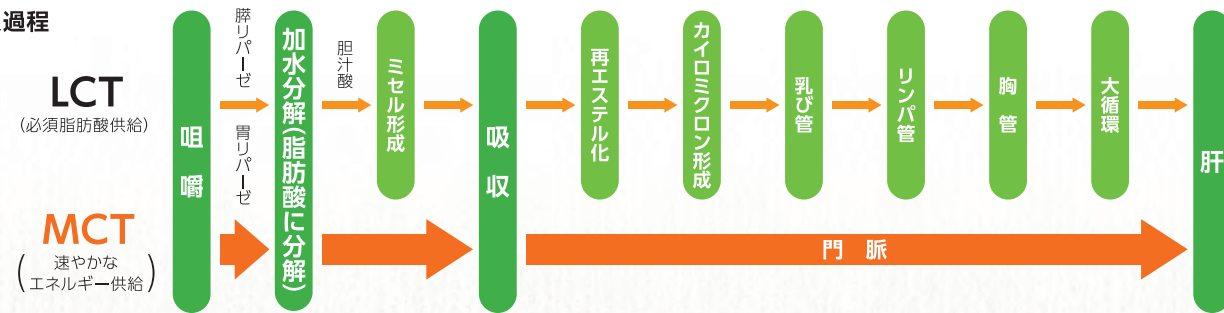 過程
LCT
(必須脂肪酸供給)
MCT
(速やかな
エネルギー供給)
咀嚼
膵リパーゼ
胃リパーゼ
加水分解(脂肪酸に分解)
胆汁酸
ミセル形成
吸収
再エステル化
カイロミクロン形成
乳び管
リンパ管
胸管
大循環
門脈
肝